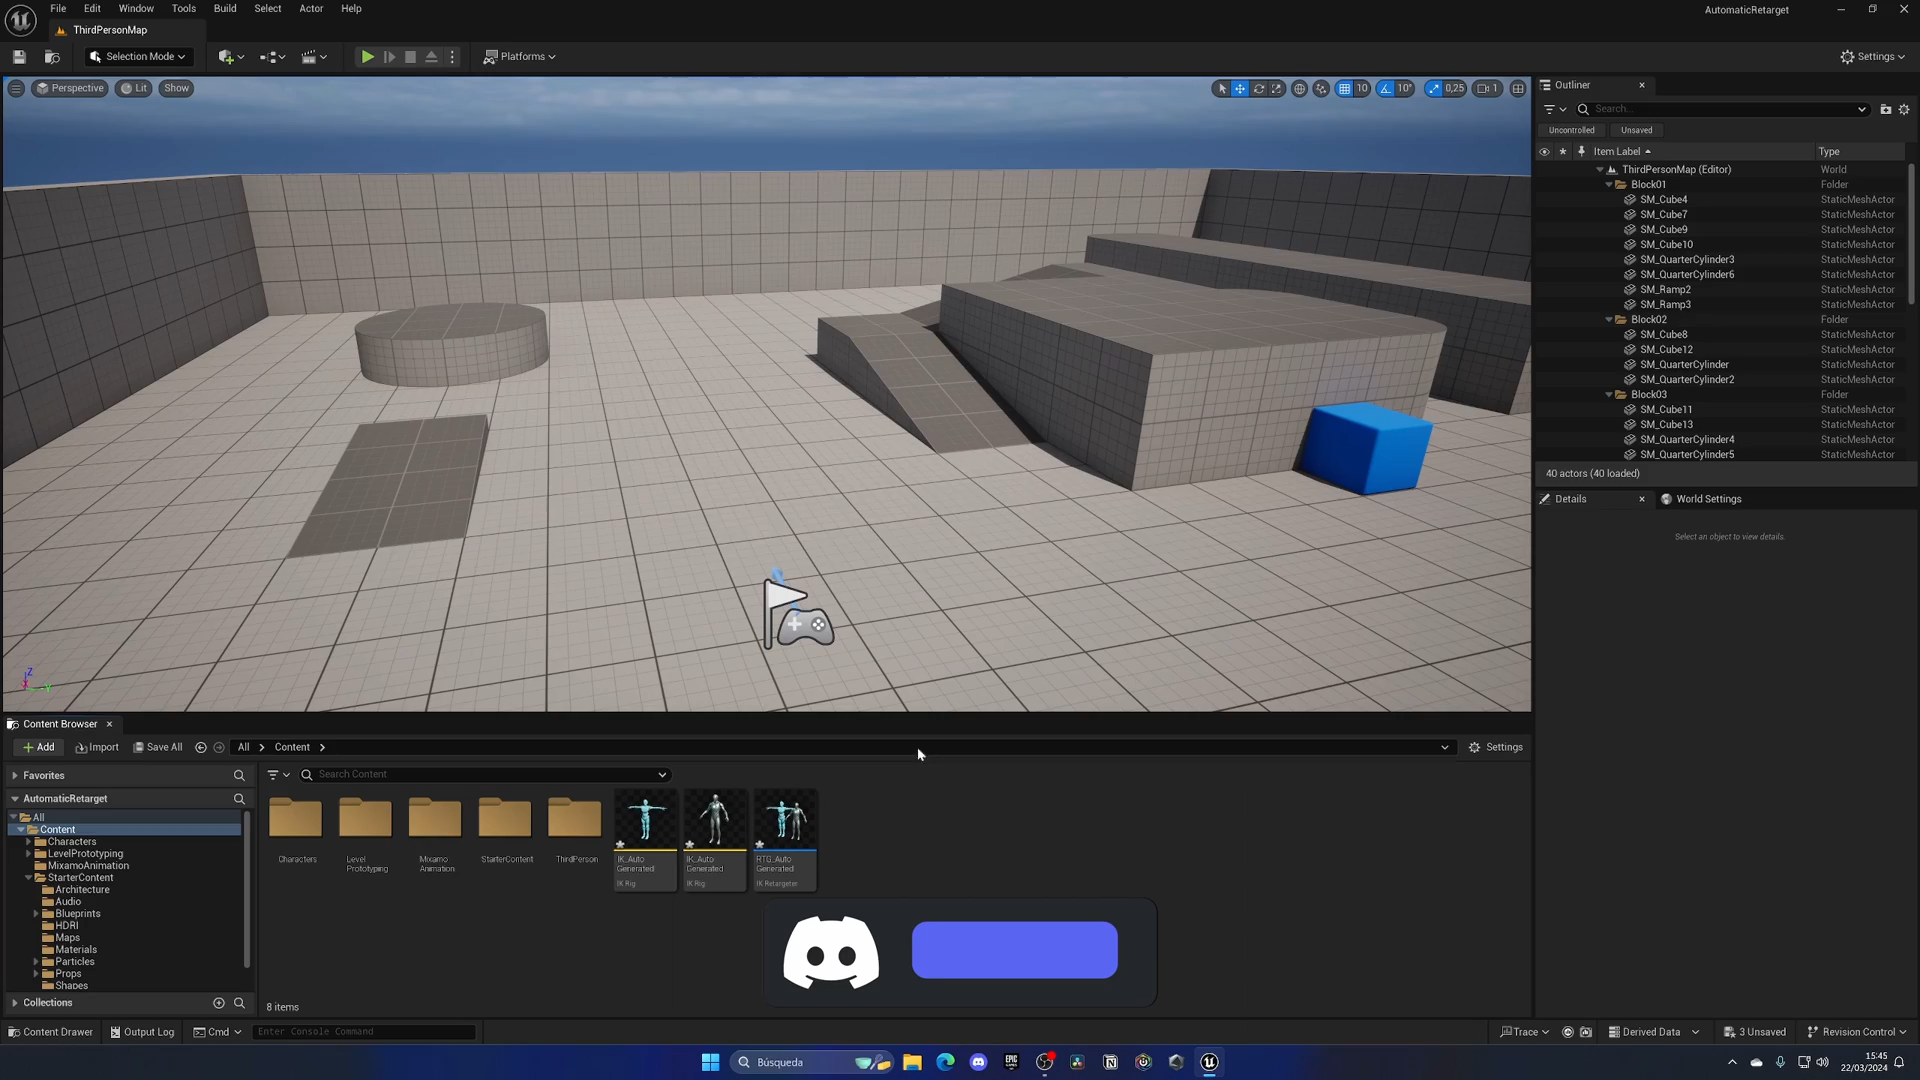 File Edit Window Tools Build Select Actor Help
AutomaticRetarget
ThirdPersonMap
Selection Mode
Platforms
Settings
Perspective
Lit
Show
10
10°
0,25
1
Z
Y
Outliner
Search...
Uncontrolled
Unsaved
Item Label
Type
ThirdPersonMap (Editor) World
Block01 Folder
SM_Cube4 StaticMeshActor
SM_Cube7 StaticMeshActor
SM_Cube9 StaticMeshActor
SM_Cube10 StaticMeshActor
SM_QuarterCylinder3 StaticMeshActor
SM_QuarterCylinder6 StaticMeshActor
SM_Ramp2 StaticMeshActor
SM_Ramp3 StaticMeshActor
Block02 Folder
SM_Cube8 StaticMeshActor
SM_Cube12 StaticMeshActor
SM_QuarterCylinder StaticMeshActor
SM_QuarterCylinder2 StaticMeshActor
Block03 Folder
SM_Cube11 StaticMeshActor
SM_Cube13 StaticMeshActor
SM_QuarterCylinder4 StaticMeshActor
SM_QuarterCylinder5 StaticMeshActor
40 actors (40 loaded)
Details
World Settings
Select an object to view details.
Content Browser
Add
Import
Save All
All > Content >
Settings
Favorites
AutomaticRetarget
All
Content
Characters
LevelPrototyping
MixamoAnimation
StarterContent
Architecture
Audio
Blueprints
HDRI
Maps
Materials
Particles
Props
Shapes
Collections
Search Content
Characters
Level
Prototyping
Mixamo
Animation
StarterContent
ThirdPerson
IK_Auto
Generated
IK Rig
IK_Auto
Generated
IK Rig
RTG_Auto
Generated
IK Retargeter
8 items
Content Drawer
Output Log
Cmd
Enter Console Command
Trace
Derived Data
3 Unsaved
Revision Control
Búsqueda
EPIC
15:45
22/03/2024